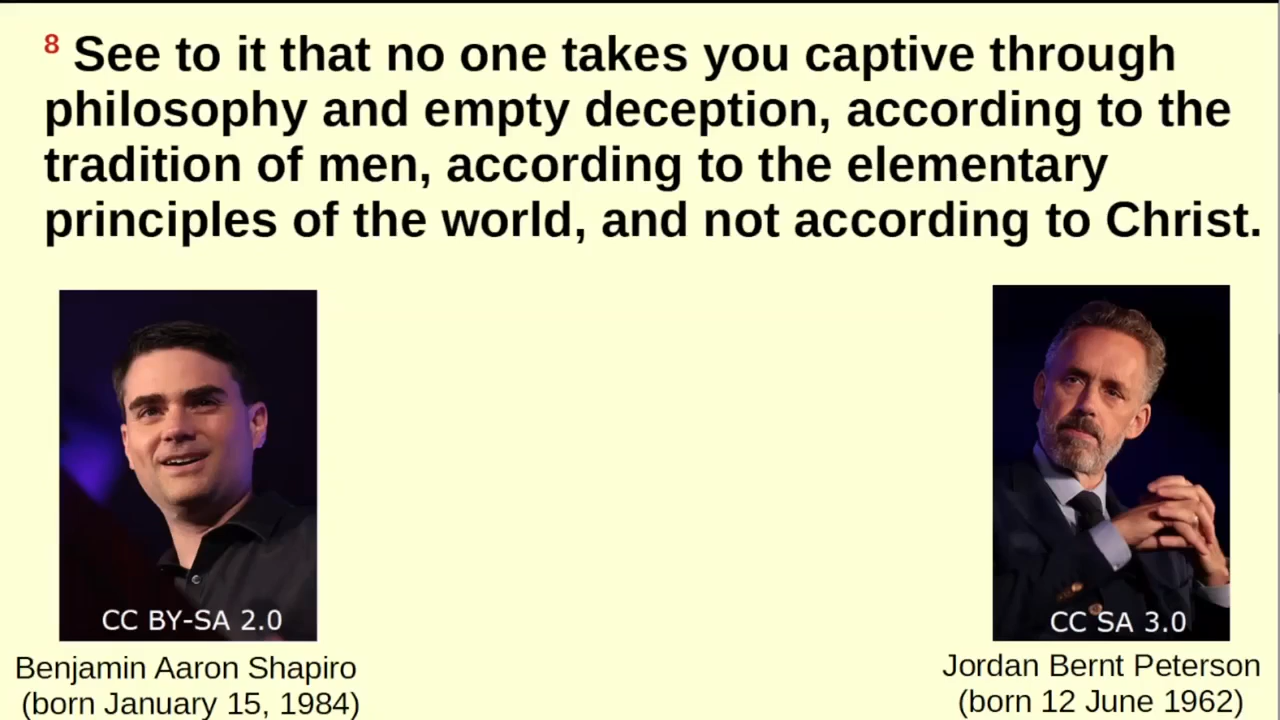 8 See to it that no one takes you captive through
philosophy and empty deception, according to the
tradition of men, according to the elementary
principles of the world, and not according to Christ.
CC BY-SA 2.0
CC SA 3.0
Benjamin Aaron Shapiro
(born January 15, 1984)
Jordan Bernt Peterson
(born 12 June 1962)